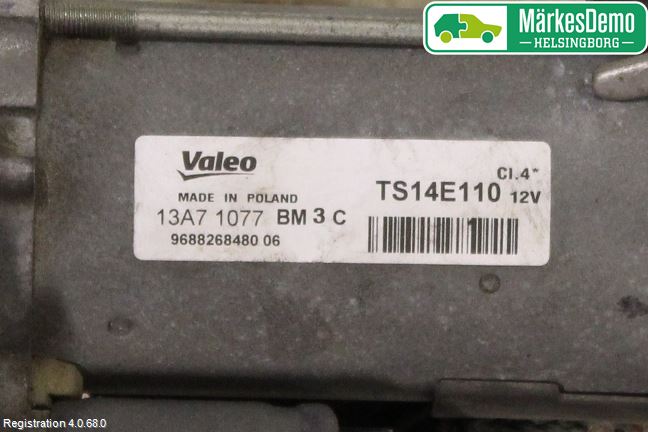 MärkesDemo
HELSINGBORG
Valeo
Cl.4*
MADE IN POLAND
TS14E110 12V
13A7 1077 BM 3 C
9688268480 06
Registration 4.0.68.0